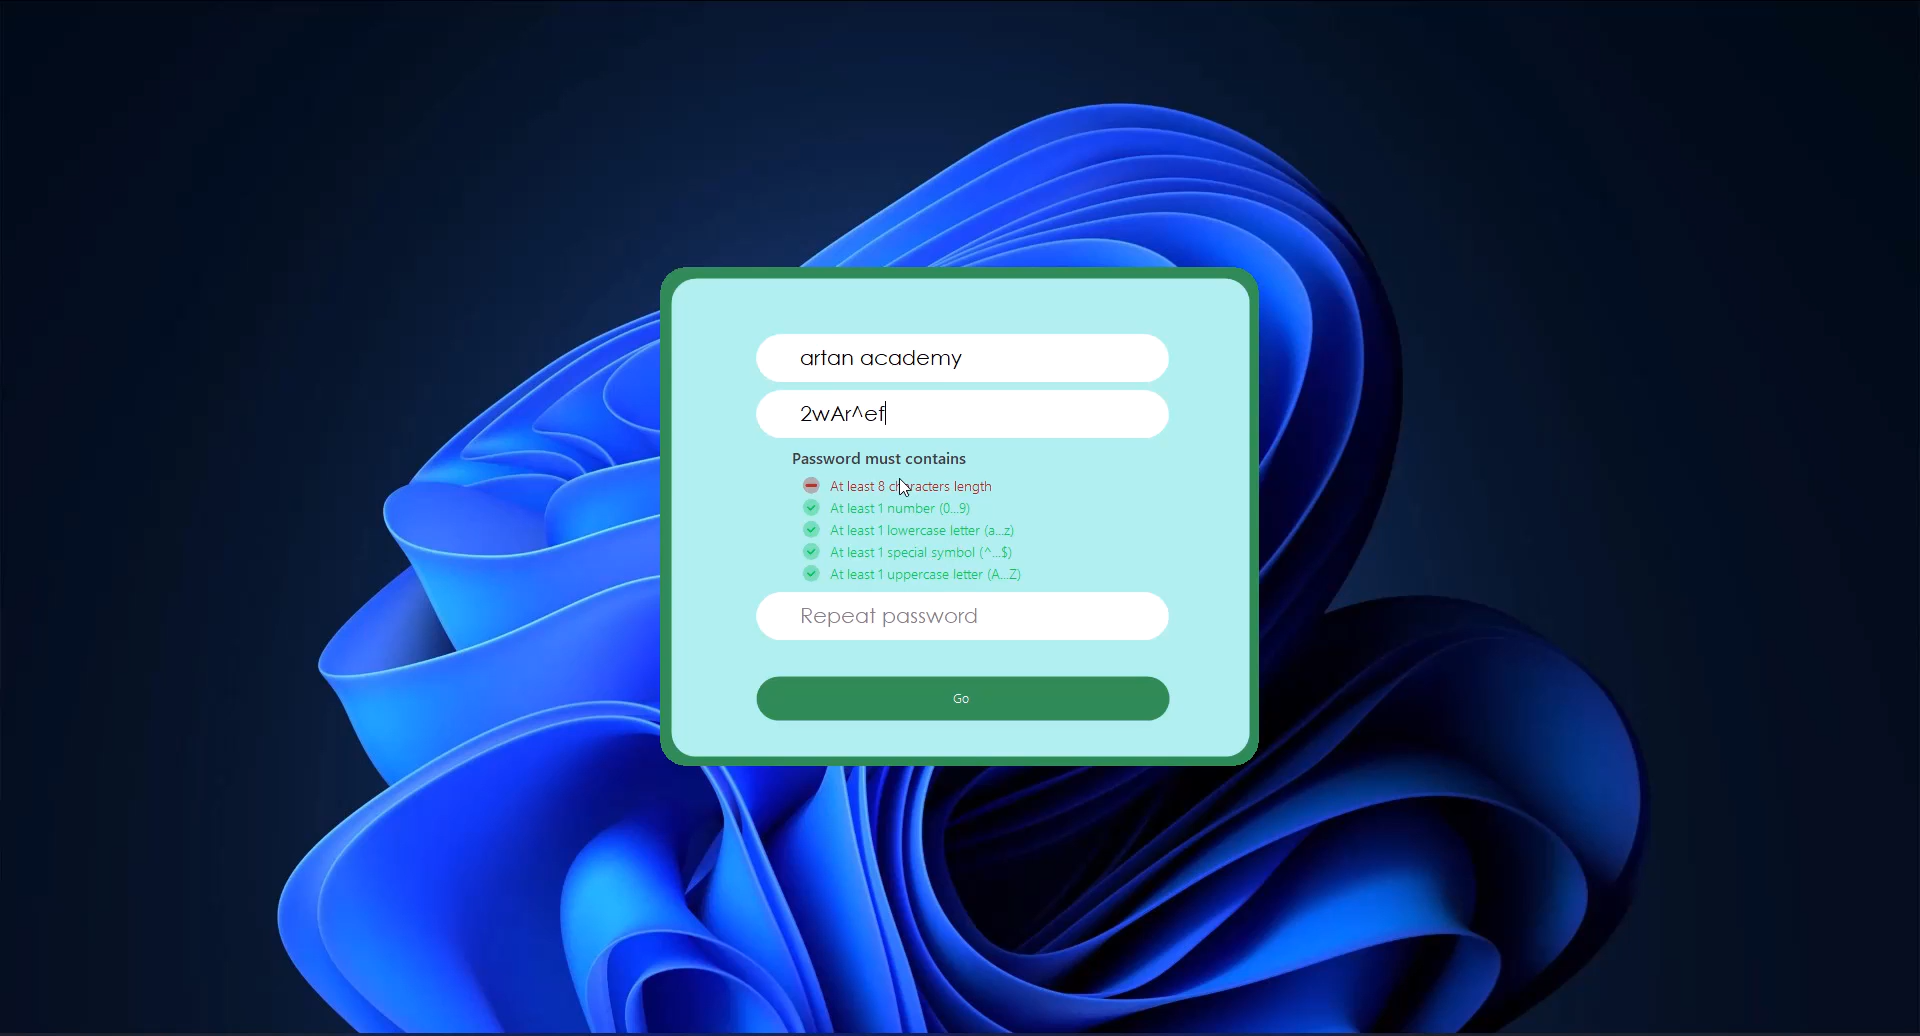 artan academy
2wAr^ef
Password must contains
At least 8 characters length
At least 1 number (0...9)
At least 1 lowercase letter (a...z)
At least 1 special symbol (^...$)
At least 1 uppercase letter (A...Z)
Repeat password
Go